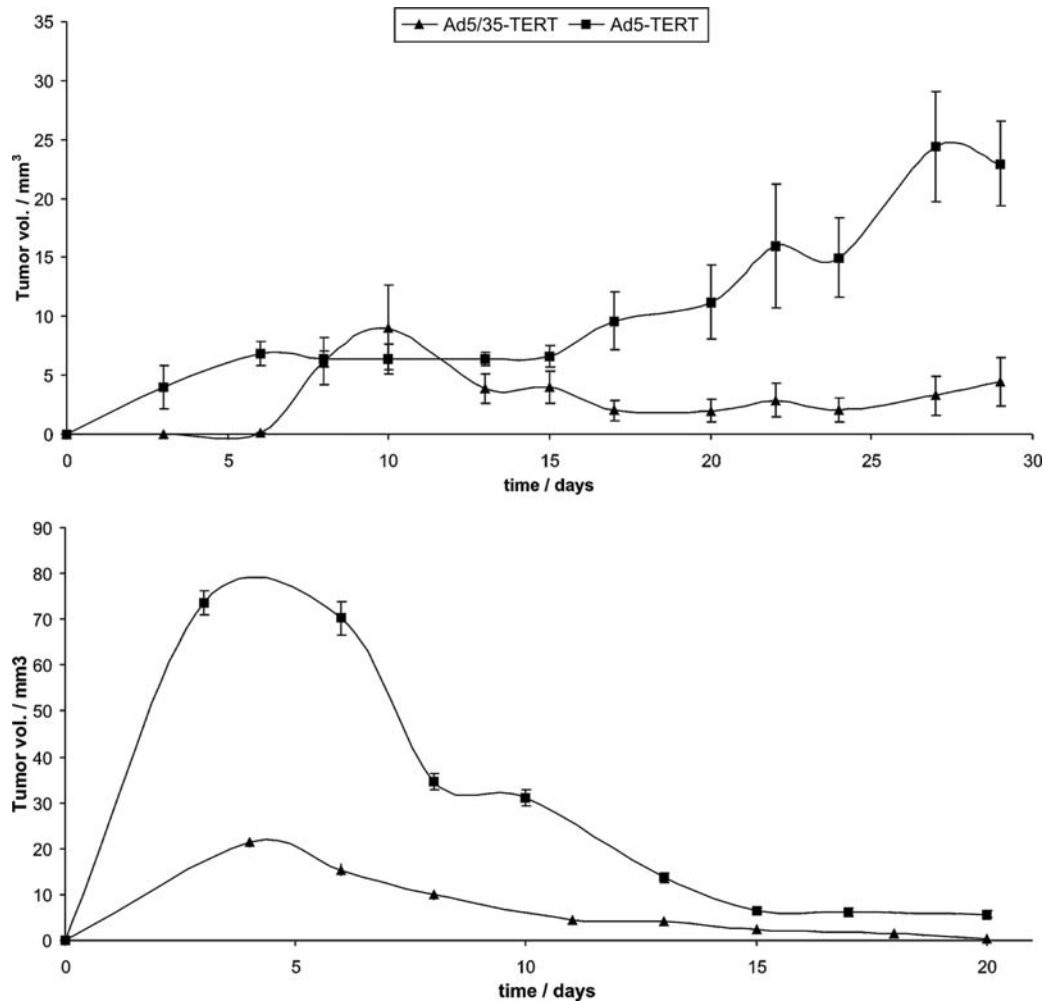 Ad5/35-TERT Ad5-TERT
35
30
25
20
15
10
5
0
Tumor vol. / mm³
0 5 10 15 20 25 30
time / days
90
80
70
60
50
40
30
20
10
0
Tumor vol. / mm3
0 5 10 15 20
time / days